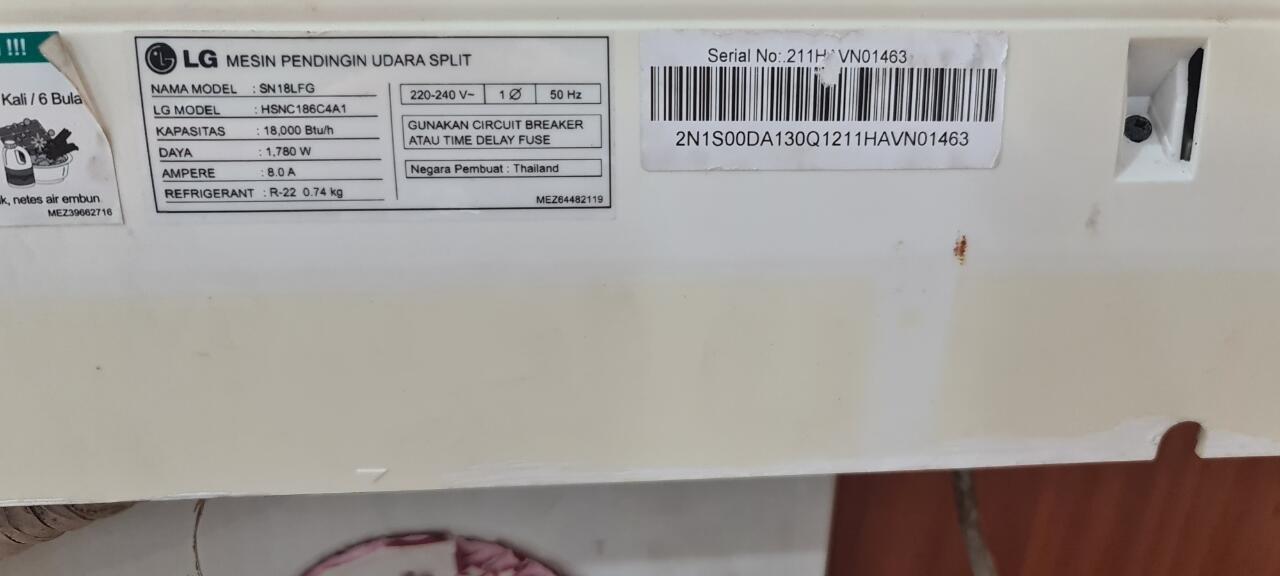 !!!
Kali / 6 Bula
k, netes air embun
MEZ39662716
LG MESIN PENDINGIN UDARA SPLIT
NAMA MODEL : SN18LFG
LG MODEL : HSNC186C4A1
KAPASITAS : 18,000 Btu/h
DAYA : 1,780 W
AMPERE : 8.0 A
REFRIGERANT : R-22 0.74 kg
220-240 V~ 1 Ø 50 Hz
GUNAKAN CIRCUIT BREAKER
ATAU TIME DELAY FUSE
Negara Pembuat : Thailand
MEZ64482119
Serial No:.211HAVN01463
2N1S00DA130Q1211HAVN01463